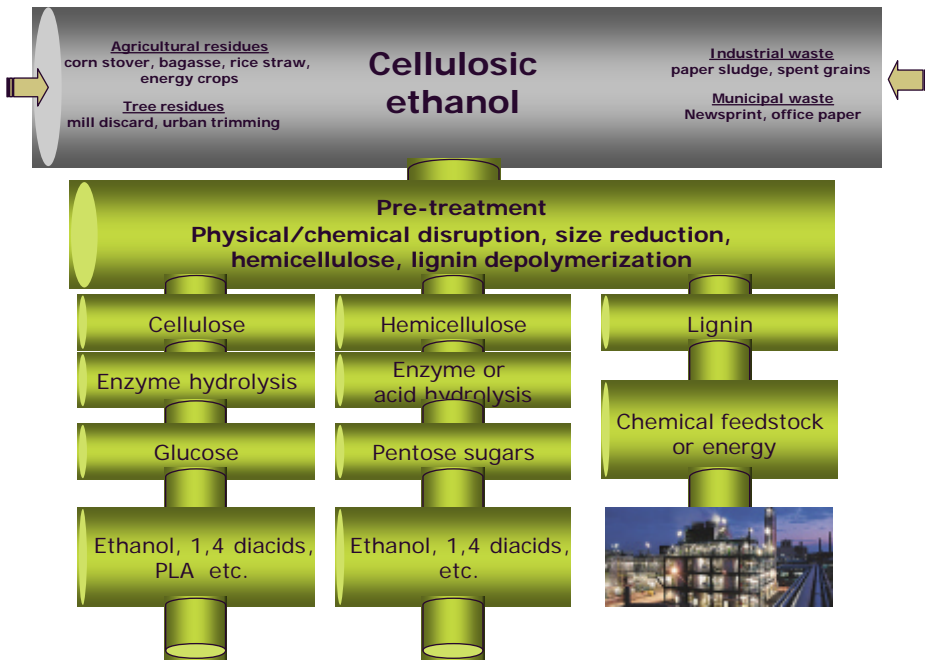 Agricultural residues
corn stover, bagasse, rice straw,
energy crops
Tree residues
mill discard, urban trimming
Cellulosic
ethanol
Industrial waste
paper sludge, spent grains
Municipal waste
Newsprint, office paper
Pre-treatment
Physical/chemical disruption, size reduction,
hemicellulose, lignin depolymerization
Cellulose
Hemicellulose
Lignin
Enzyme hydrolysis
Enzyme or
acid hydrolysis
Chemical feedstock
or energy
Glucose
Pentose sugars
Ethanol, 1,4 diacids,
PLA etc.
Ethanol, 1,4 diacids,
etc.